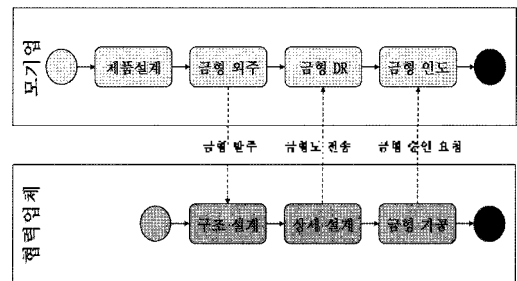 모기업
제품설계
금형 외주
금형 DR
금형 인도
금형 발주
금형도 전송
금형 승인 요청
협력업체
구조 설계
상세 설계
금형 가공